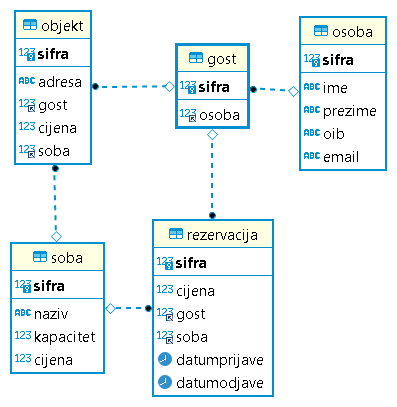 objekt
sifra
adresa
gost
cijena
soba
gost
sifra
osoba
osoba
sifra
ime
prezime
oib
email
soba
sifra
naziv
kapacitet
cijena
rezervacija
sifra
cijena
gost
soba
datumprijave
datumodjave